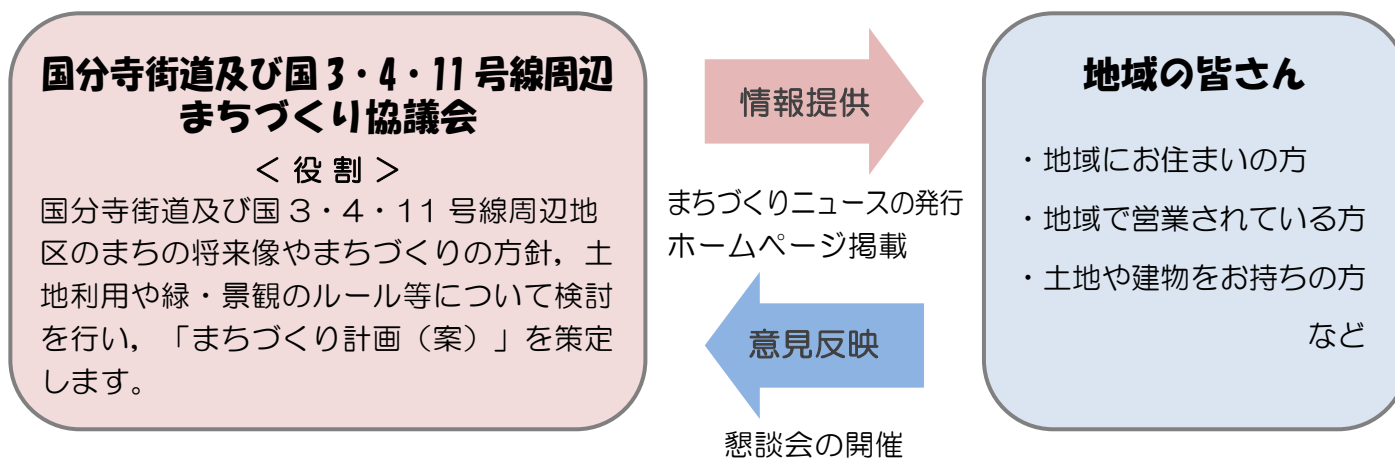 国分寺街道及び国3・4・11号線周辺
まちづくり協議会
＜役割＞
国分寺街道及び国3・4・11号線周辺地
区のまちの将来像やまちづくりの方針，土
地利用や緑・景観のルール等について検討
を行い，「まちづくり計画（案）」を策定
します。
情報提供
まちづくりニュースの発行
ホームページ掲載
意見反映
懇談会の開催
地域の皆さん
・地域にお住まいの方
・地域で営業されている方
・土地や建物をお持ちの方
など